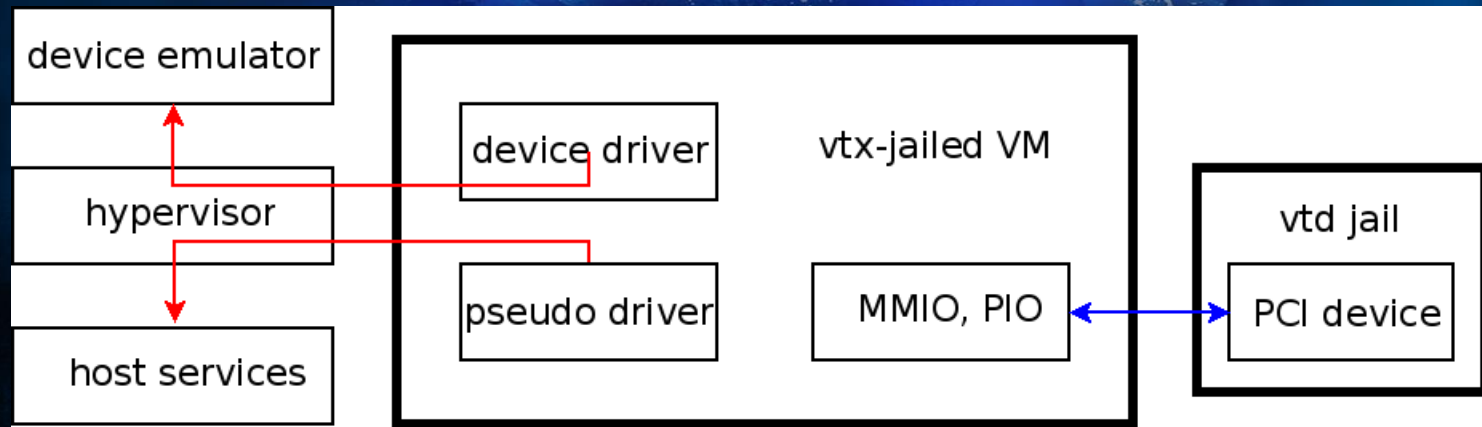 device emulator
device driver
vtx-jailed VM
hypervisor
vtd jail
pseudo driver
MMIO, PIO
PCI device
host services